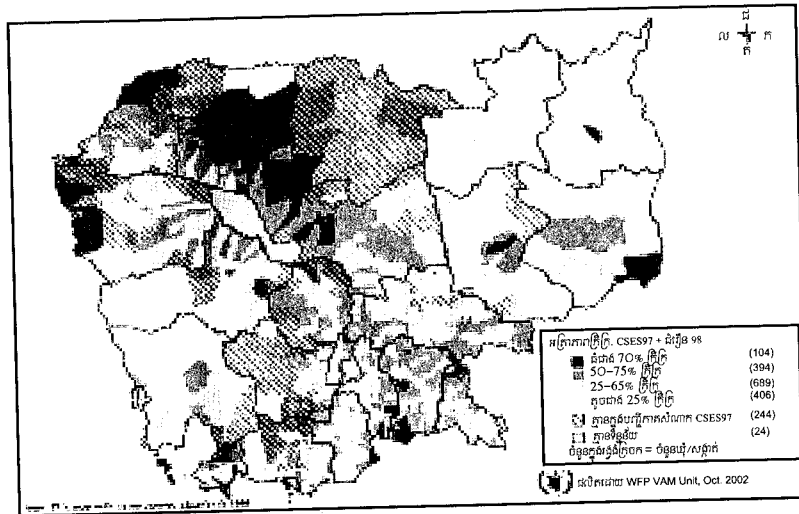 ជ
ល ក
ត
អត្រាភាពក្រីក្រ. CSES97 + ជំរឿន 98
ធំជាង 70% ក្រីក្រ (104)
50-75% ក្រីក្រ (394)
25-65% ក្រីក្រ (689)
តូចជាង 25% ក្រីក្រ (406)
គ្មានក្នុងបញ្ជីភាគសំណាក CSES97 (244)
គ្មានទិន្នន័យ (24)
ចំនួនក្នុងរង្វង់ក្រចក = ចំនួនឃុំ/សង្កាត់
ផលិតដោយ WFP VAM Unit, Oct. 2002